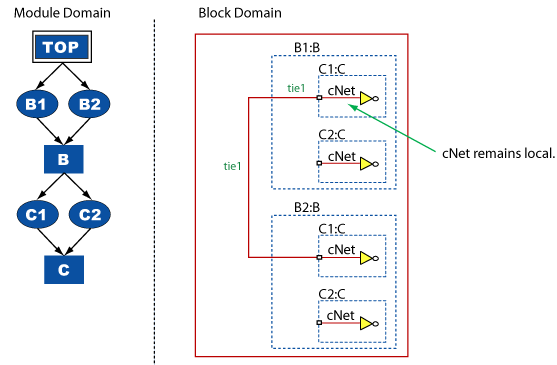 Module Domain
Block Domain
TOP
B1 B2
B
C1 C2
C
B1:B
C1:C
tie1
cNet
C2:C
cNet
tie1
cNet remains local.
B2:B
C1:C
cNet
C2:C
cNet